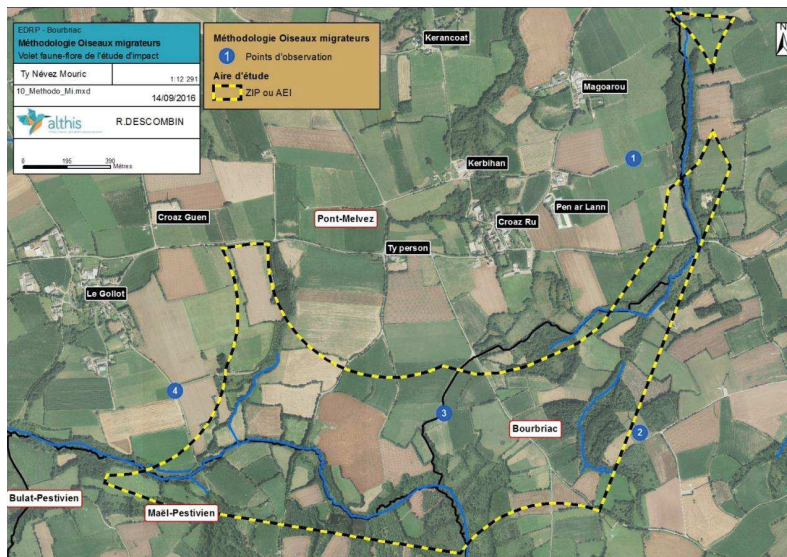 EDRP - Bourbriac
Méthodologie Oiseaux migrateurs
Volet faune-flore de l'étude d'impact
Ty Névez Mouric
1:12 291
10_Methodo_Mi.mxd
14/09/2016
althis
R.DESCOMBIN
0 195 390
Mètres
Méthodologie Oiseaux migrateurs
1 Points d'observation
Aire d'étude
ZIP ou AEI
N
Kerancoat
Magoarou
1
Kerbihan
Pen ar Lann
Croaz Guen
Pont-Melvez
Croaz Ru
Ty person
Le Gollot
4
3
Bourbriac
2
Bulat-Pestivien
Maël-Pestivien